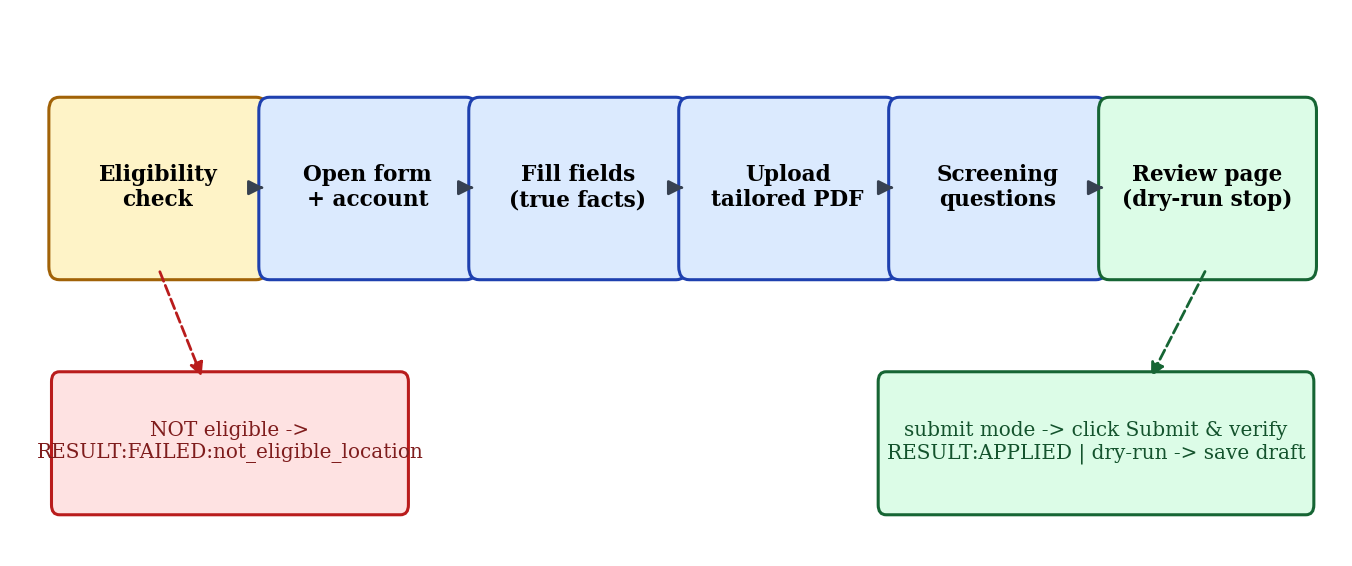 Eligibility
check
Open form
+ account
Fill fields
(true facts)
Upload
tailored PDF
Screening
questions
Review page
(dry-run stop)
NOT eligible ->
RESULT:FAILED:not_eligible_location
submit mode -> click Submit & verify
RESULT:APPLIED | dry-run -> save draft